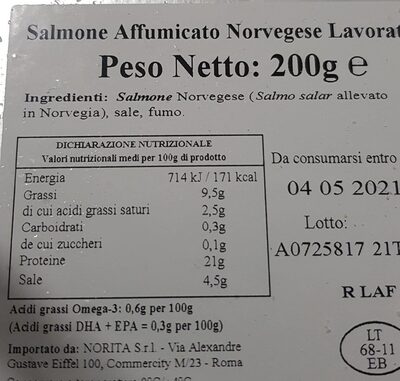 Salmone Affumicato Norvegese Lavorat
Peso Netto: 200g e
Ingredienti: Salmone Norvegese (Salmo salar allevato
in Norvegia), sale, fumo.
DICHIARAZIONE NUTRIZIONALE
Valori nutrizionali medi per 100g di prodotto
Energia 714 kJ / 171 kcal
Grassi 9,5g
di cui acidi grassi saturi 2,5g
Carboidrati 0,3g
de cui zuccheri 0,1g
Proteine 21g
Sale 4,5g
Da consumarsi entro
04 05 2021
Lotto:
A0725817 21T
R LAF
Acidi grassi Omega-3: 0,6g per 100g
(Acidi grassi DHA + EPA = 0,3g per 100g)
Importato da: NORITA S.r.l. - Via Alexandre
Gustave Eiffel 100, Commercity M/23 - Roma
LT
68-11
EB